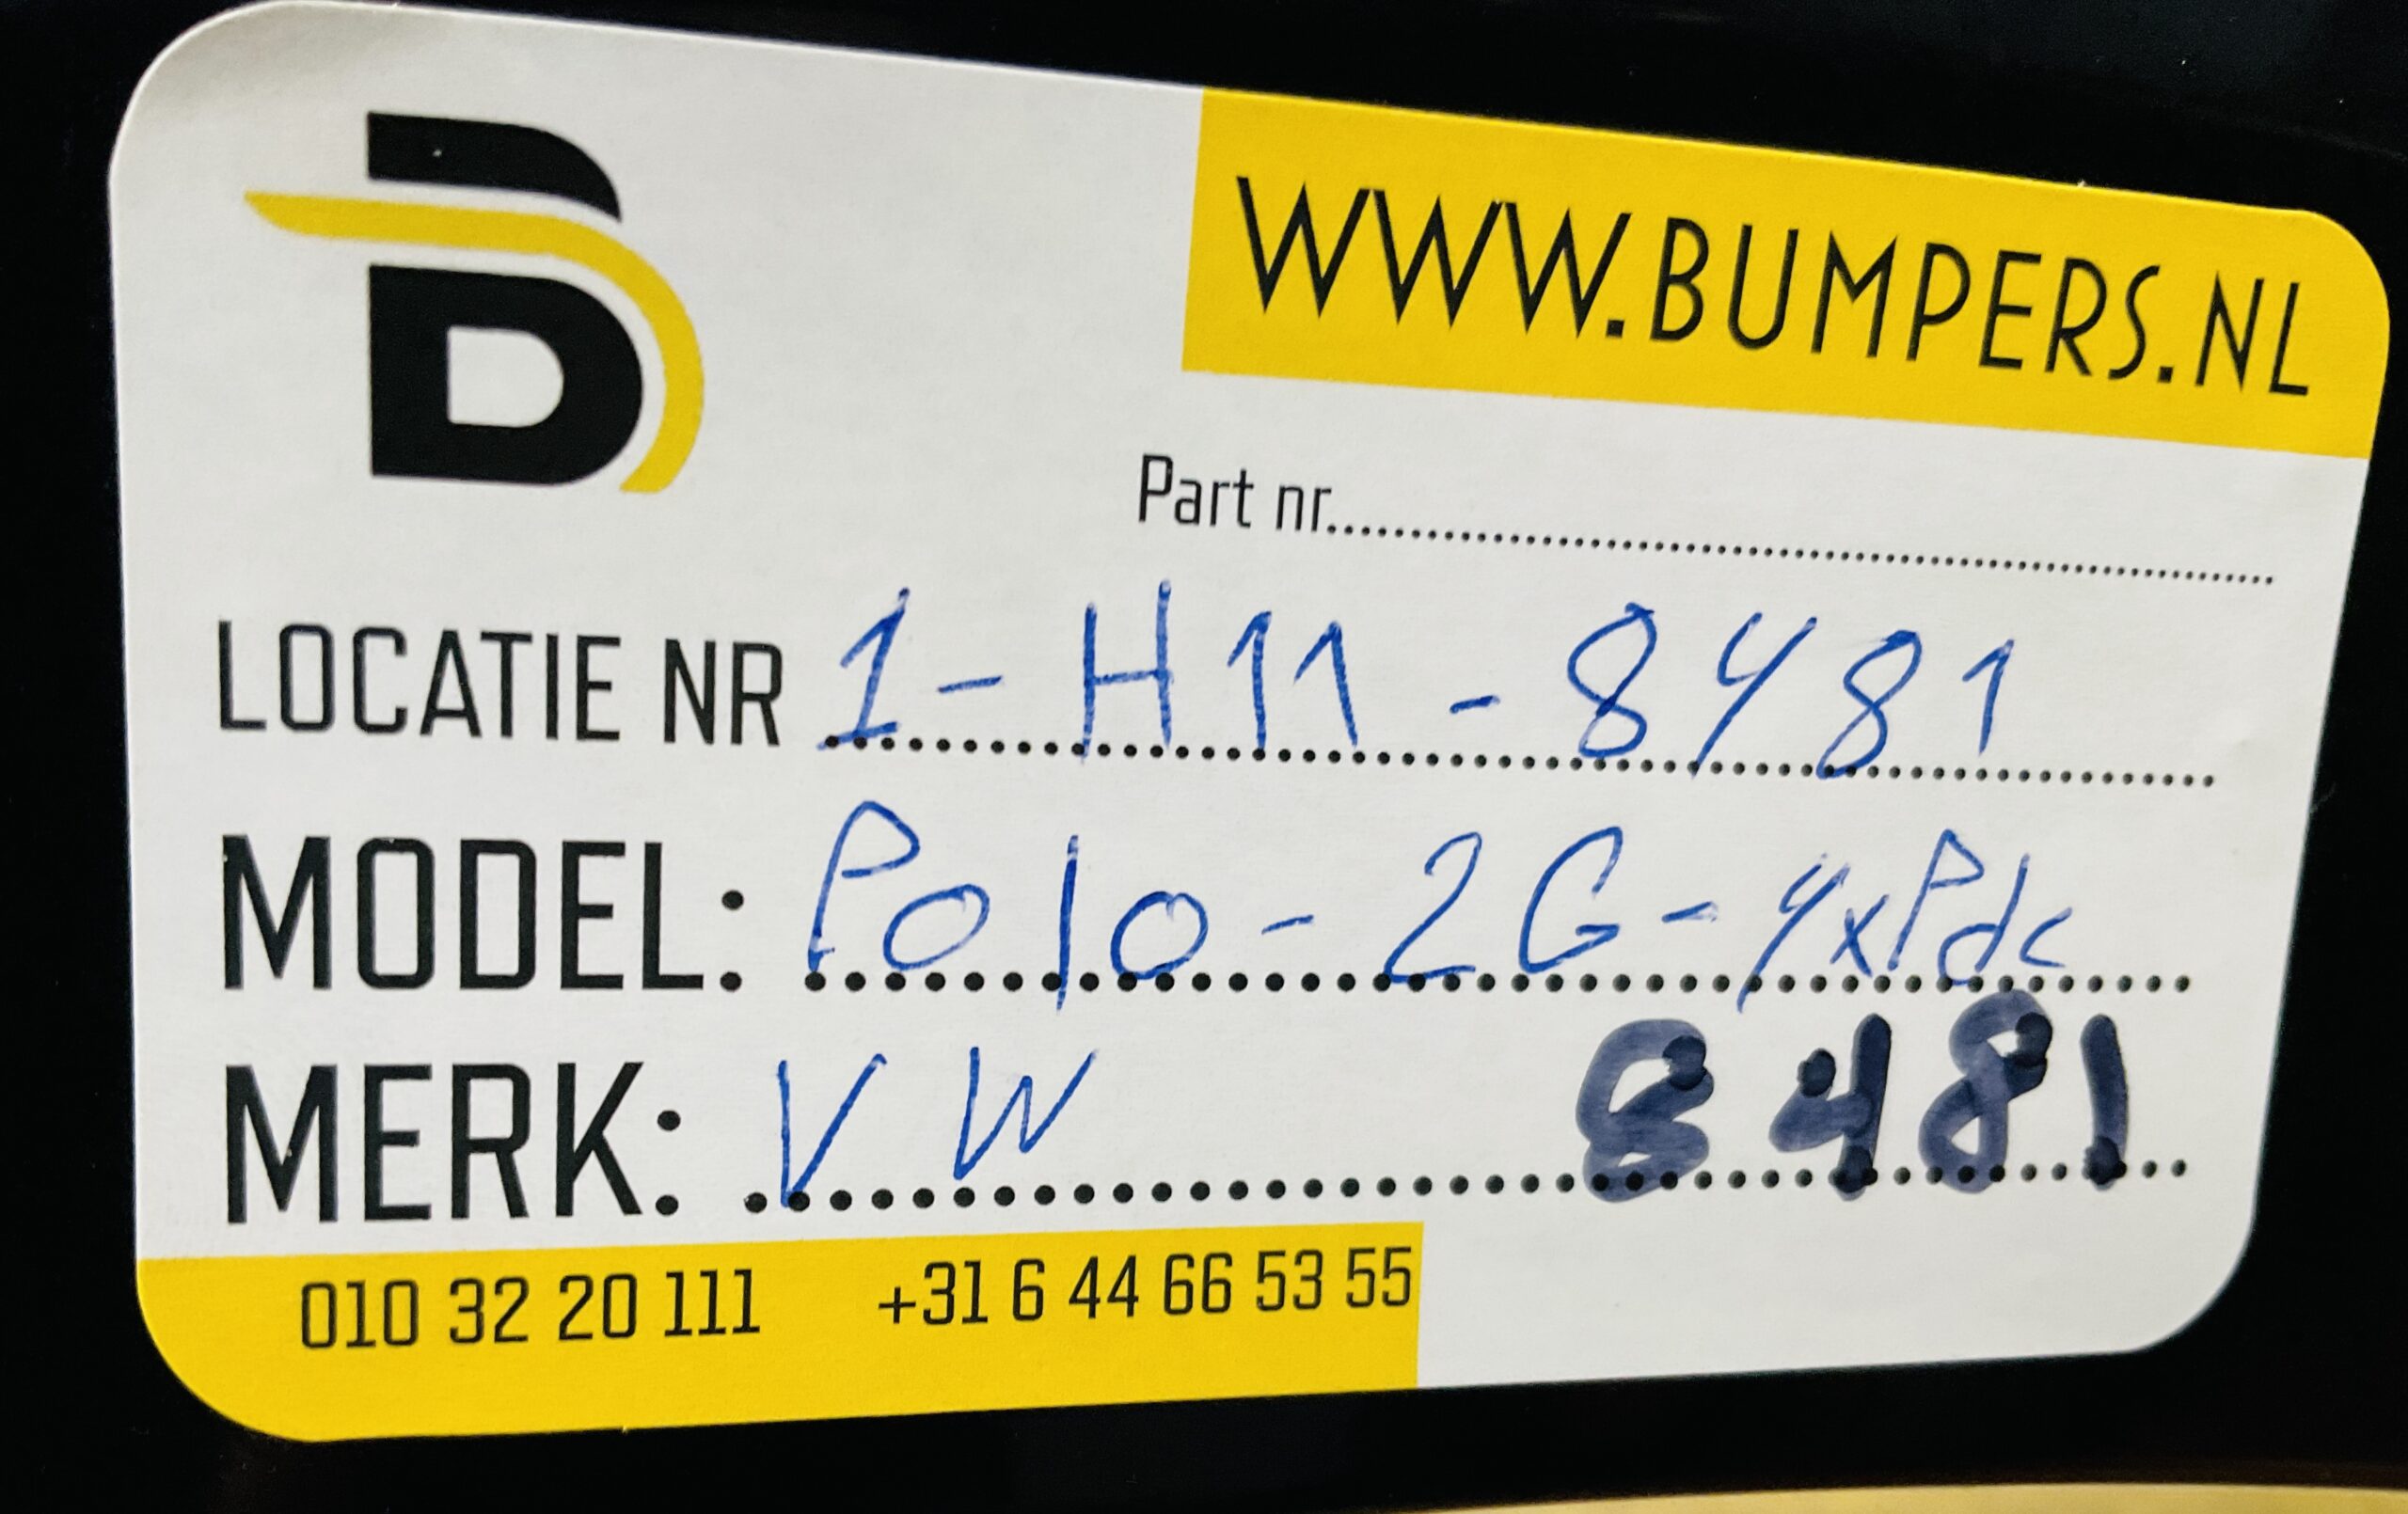 B
WWW.BUMPERS.NL
Part nr........................
LOCATIE NR 1-H11-8481
MODEL: Polo-2G-4xPdc
MERK: VW 8481
010 32 20 111 +31 6 44 66 53 55